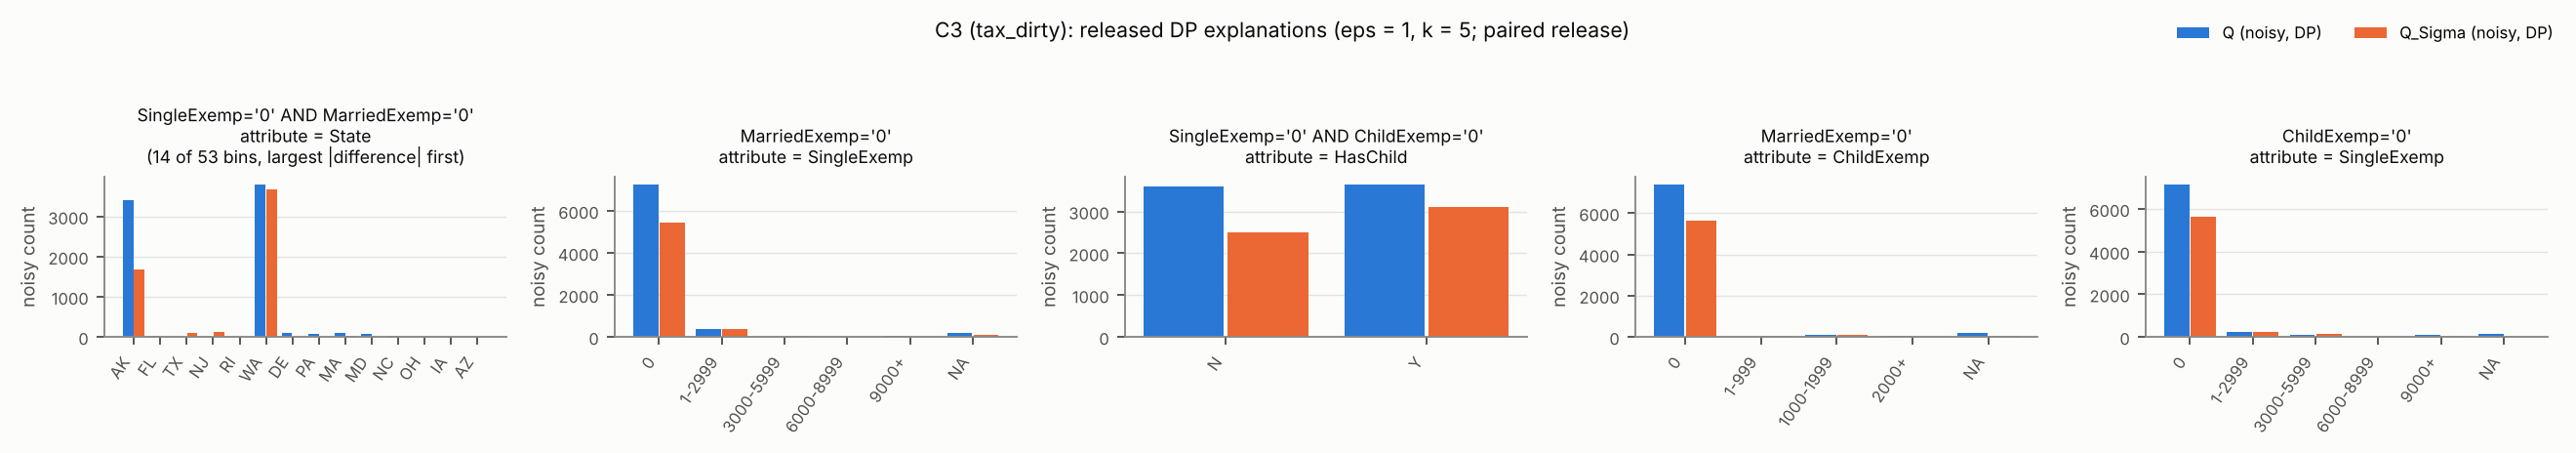 C3 (tax_dirty): released DP explanations (eps = 1, k = 5; paired release)
Q (noisy, DP)
Q_Sigma (noisy, DP)
SingleExemp='0' AND MarriedExemp='0'
attribute = State
(14 of 53 bins, largest |difference| first)
noisy count
3000
2000
1000
0
AK
FL
TX
NJ
RI
WA
DE
PA
MA
MD
NC
OH
IA
AZ
MarriedExemp='0'
attribute = SingleExemp
noisy count
6000
4000
2000
0
0
1-2999
3000-5999
6000-8999
9000+
NA
SingleExemp='0' AND ChildExemp='0'
attribute = HasChild
noisy count
3000
2000
1000
0
N
Y
MarriedExemp='0'
attribute = ChildExemp
noisy count
6000
4000
2000
0
0
1-999
1000-1999
2000+
NA
ChildExemp='0'
attribute = SingleExemp
noisy count
6000
4000
2000
0
0
1-2999
3000-5999
6000-8999
9000+
NA